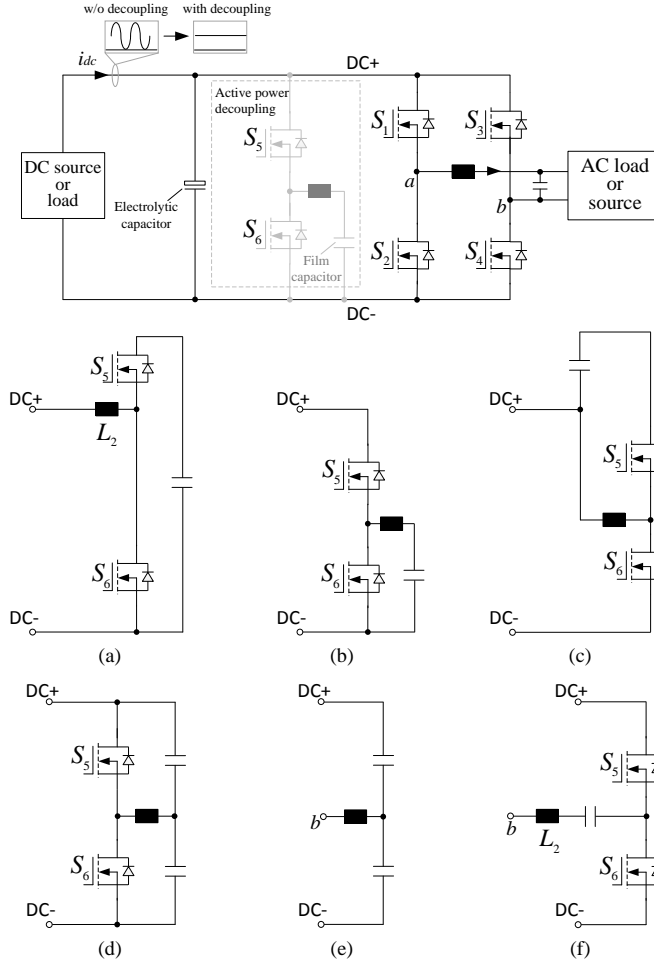 w/o decoupling with decoupling
idc
DC+
Active power
decoupling
S1
S3
S5
DC source
or
load
Electrolytic
capacitor
a
b
AC load
or
source
S6
Film
capacitor
S2
S4
DC-
S5
DC+
L2
S6
DC-
(a)
DC+
S5
S6
DC-
(b)
DC+
S5
S6
DC-
(c)
DC+
S5
S6
DC-
(d)
DC+
b
DC-
(e)
DC+
S5
b
L2
S6
DC-
(f)